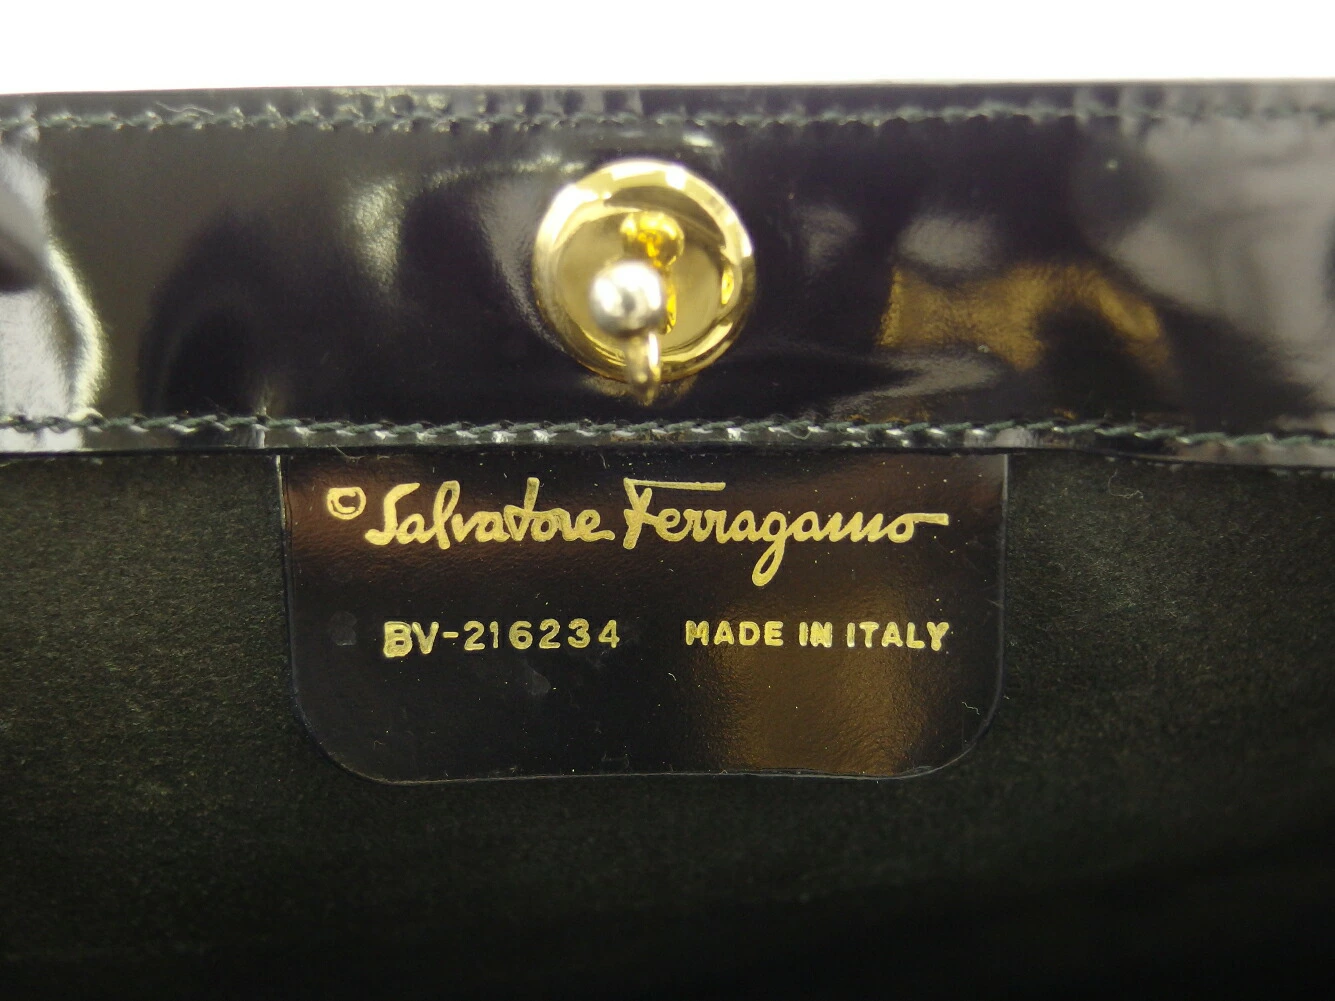 © Salvatore Ferragamo
BV-216234 MADE IN ITALY